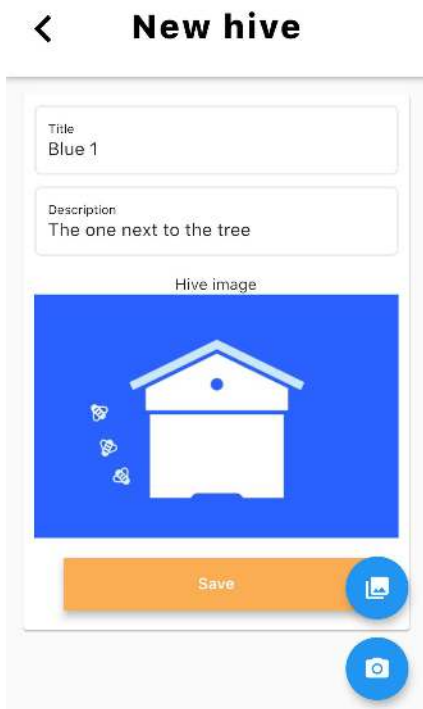 New hive
Title
Blue 1
Description
The one next to the tree
Hive image
Save